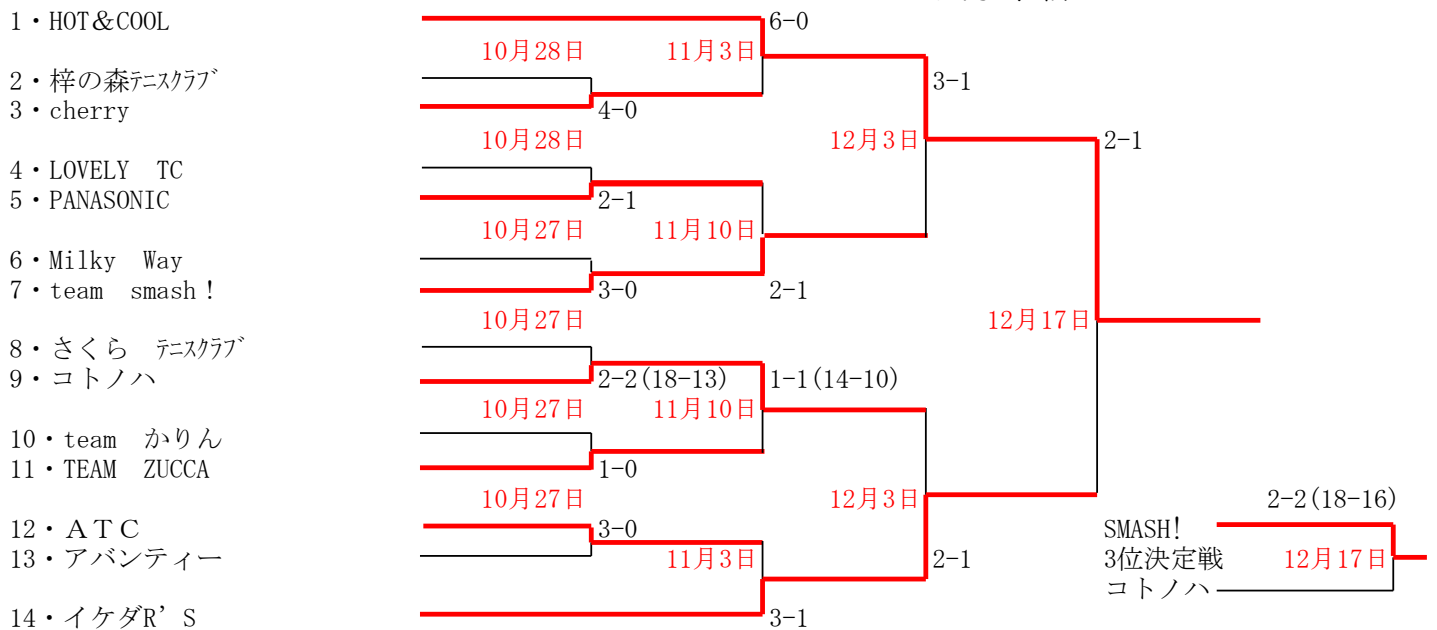 1・HOT&COOL
6-0
10月28日
11月3日
2・梓の森テニスクラブ
3-1
3・cherry
4-0
10月28日
12月3日
2-1
4・LOVELY TC
5・PANASONIC
2-1
10月27日
11月10日
6・Milky Way
7・team smash!
3-0
2-1
10月27日
12月17日
8・さくら テニスクラブ
9・コトノハ
2-2(18-13)
1-1(14-10)
10月27日
11月10日
10・team かりん
11・TEAM ZUCCA
1-0
10月27日
12月3日
2-2(18-16)
12・ATC
3-0
SMASH!
13・アバンティー
11月3日
2-1
3位決定戦
12月17日
コトノハ
14・イケダR'S
3-1